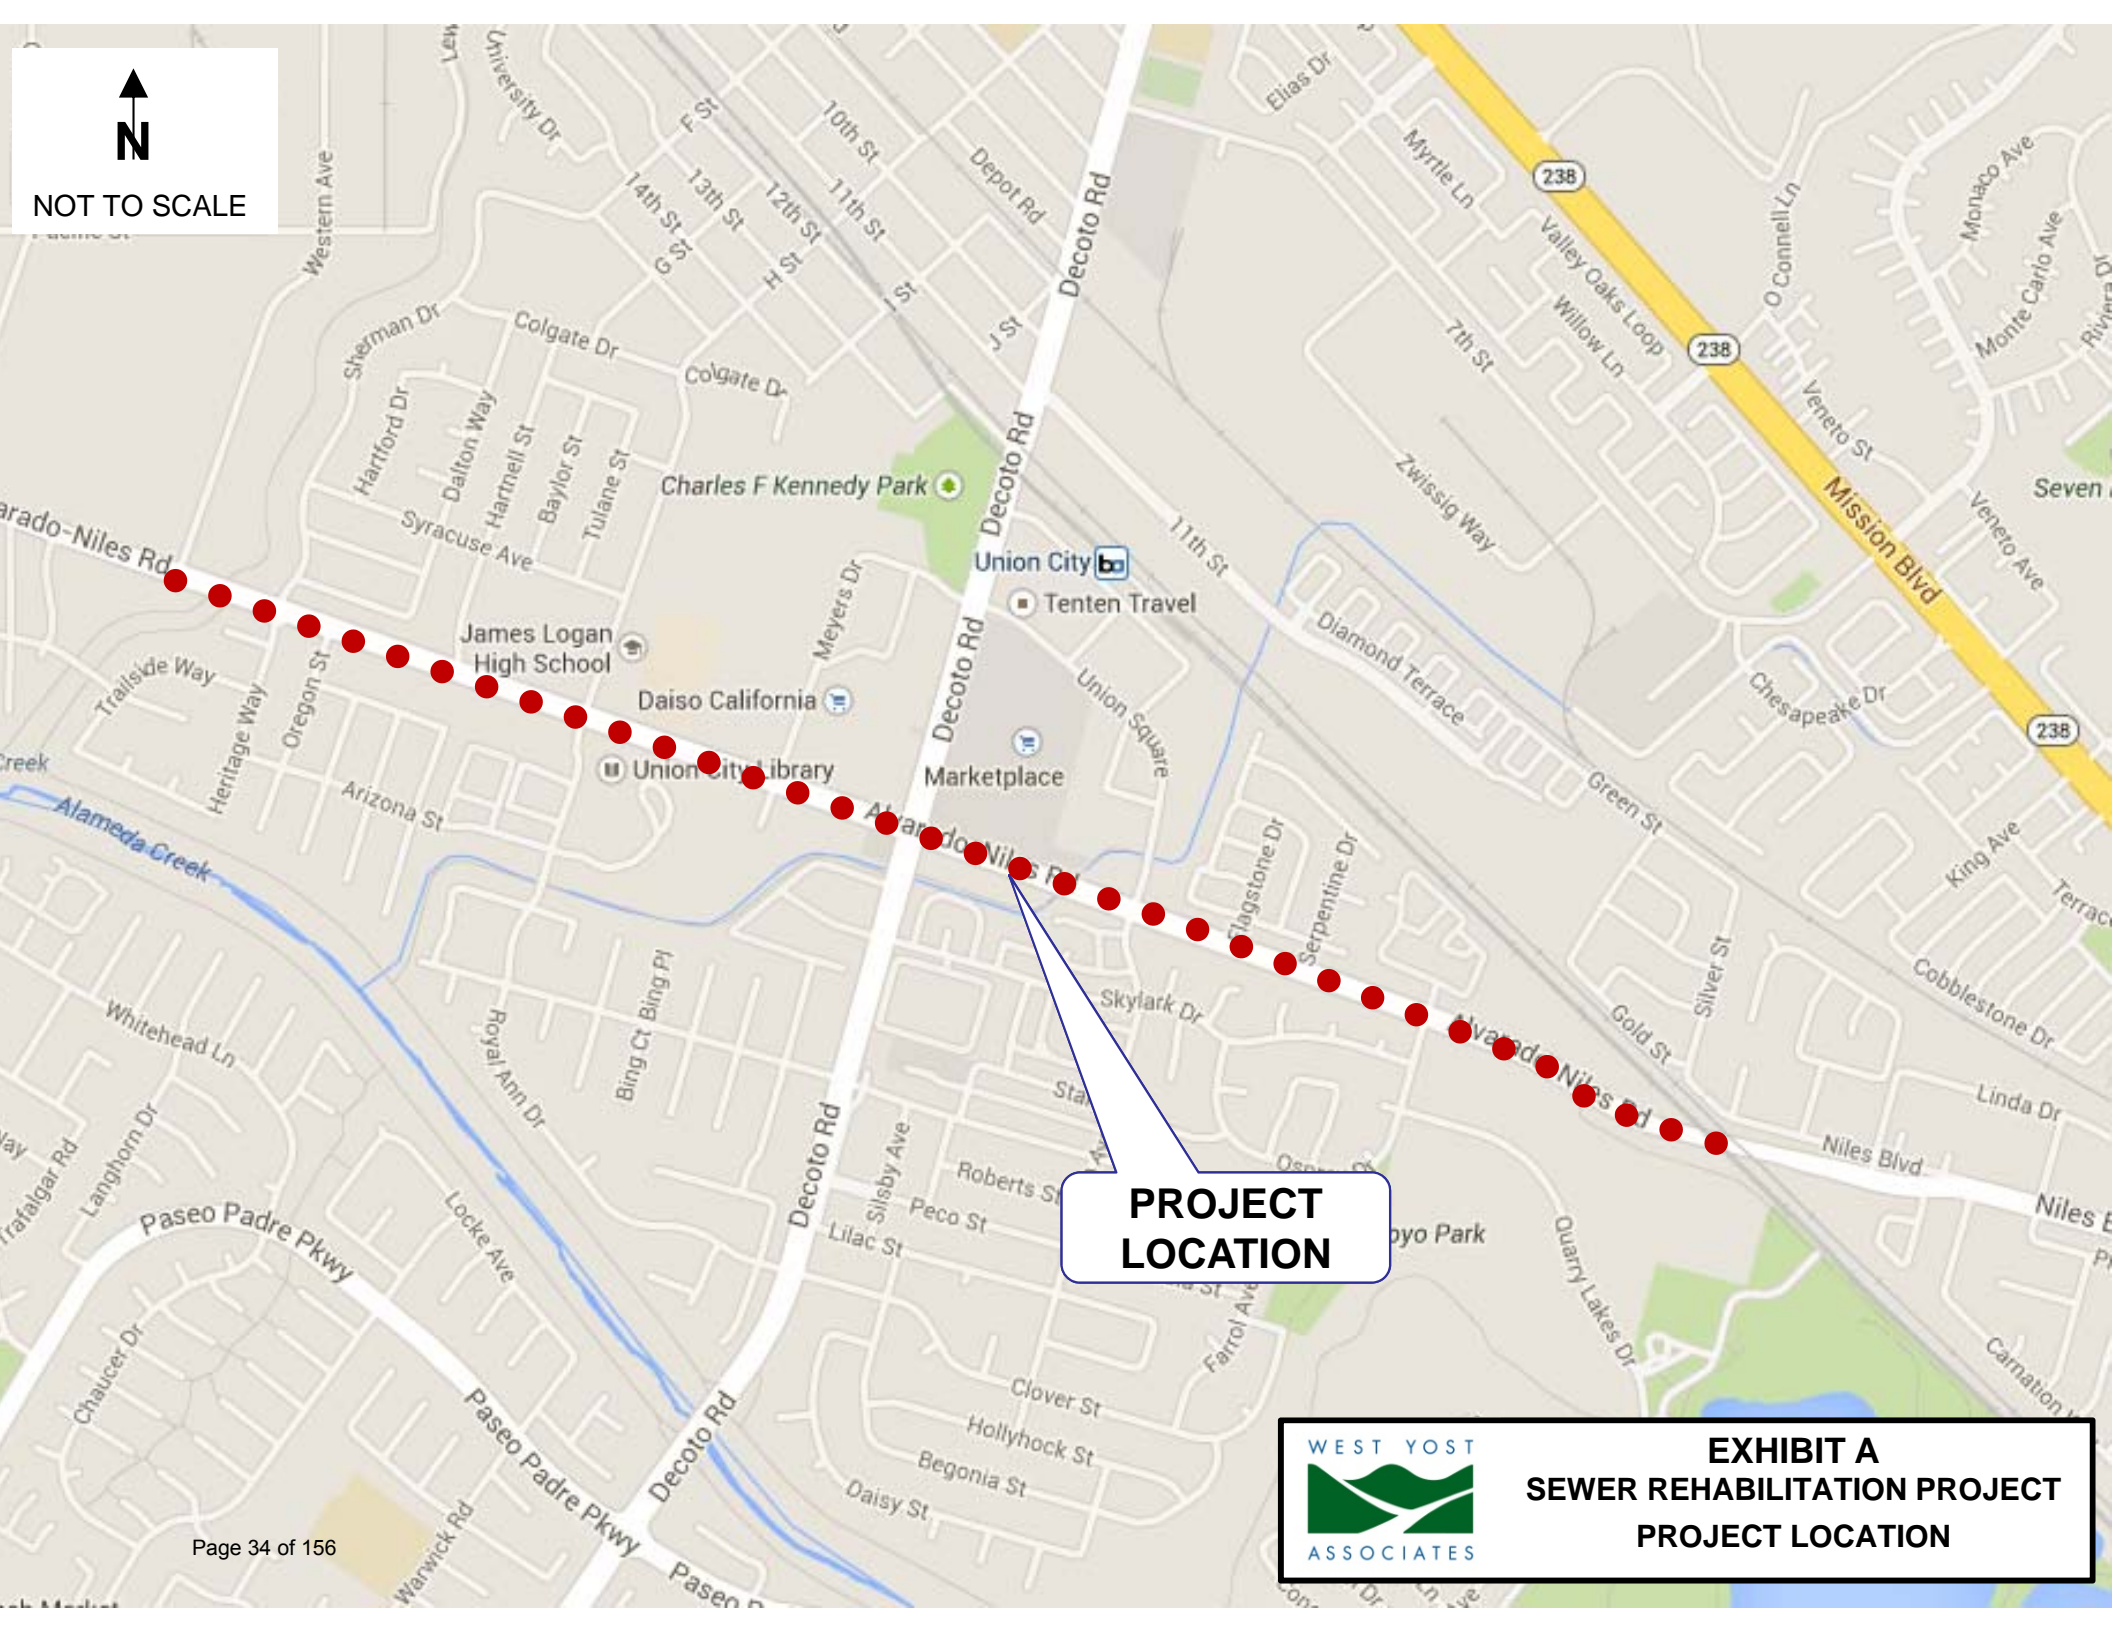 N
NOT TO SCALE
University Dr
Western Ave
F St
10th St
Depot Rd
Decoto Rd
Elias Dr
Myrtle Ln
238
O Connell Ln
Monaco Ave
Monte Carlo Ave
14th St
13th St
12th St
11th St
G St
H St
J St
Valley Oaks Loop
Willow Ln
7th St
238
Sherman Dr
Colgate Dr
Colgate Dr
Hartford Dr
Dalton Way
Hartnell St
Baylor St
Tulane St
Syracuse Ave
Charles F Kennedy Park
Decoto Rd
Decoto Rd
11th St
Zwissig Way
Veneto St
Mission Blvd
Veneto Ave
Seven
Union City
Tenten Travel
Meyers Dr
James Logan
High School
Daiso California
Decoto Rd
Union Square
Marketplace
Diamond Terrace
Green St
Chesapeake Dr
238
Trailside Way
Heritage Way
Oregon St
Arizona St
Union City Library
Alvarado-Niles Rd
Creek
Alameda Creek
Flagstone Dr
Serpentine Dr
King Ave
Silver St
Cobblestone Dr
Whitehead Ln
Royal Ann Dr
Bing Ct
Bing Pl
Skylark Dr
Alvarado-Niles Rd
Gold St
Linda Dr
Niles Blvd
Langhorn Dr
Trafalgar Rd
Paseo Padre Pkwy
Locke Ave
Decoto Rd
Silsby Ave
Roberts St
Peco St
Lilac St
PROJECT
LOCATION
Quarry Lakes Dr
Farrol Ave
Chaucer Dr
Clover St
Hollyhock St
Begonia St
Daisy St
Carnation
Paseo Padre Pkwy
Decoto Rd
Warwick Rd
WEST YOST
ASSOCIATES
EXHIBIT A
SEWER REHABILITATION PROJECT
PROJECT LOCATION
Page 34 of 156